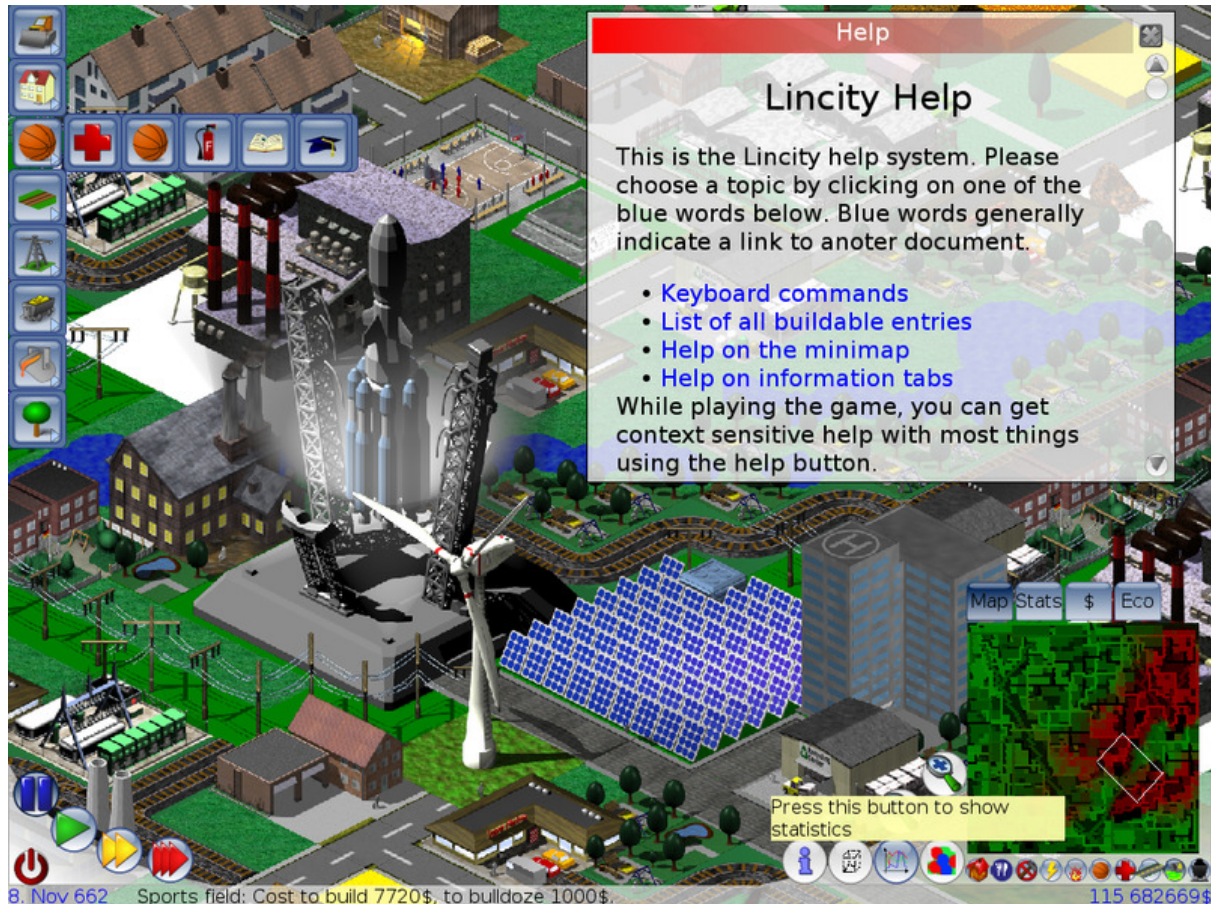 Help
Lincity Help
This is the Lincity help system. Please
choose a topic by clicking on one of the
blue words below. Blue words generally
indicate a link to anoter document.
• Keyboard commands
• List of all buildable entries
• Help on the minimap
• Help on information tabs
While playing the game, you can get
context sensitive help with most things
using the help button.
F
H
Map Stats $ Eco
Press this button to show
statistics
8. Nov 662 Sports field: Cost to build 7720$, to bulldoze 1000$, 115 682669$